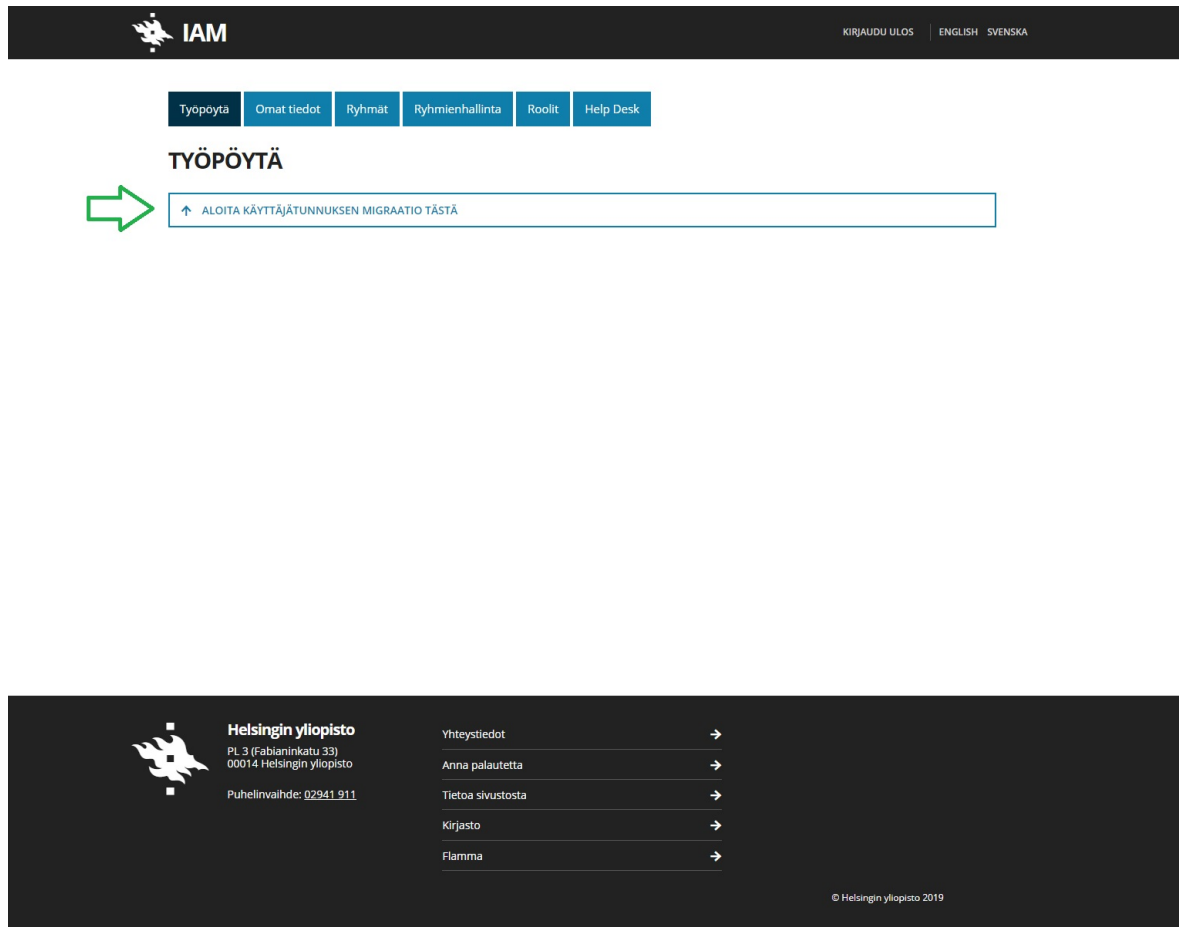 IAM
KIRJAUDU ULOS ENGLISH SVENSKA
Työpöytä Omat tiedot Ryhmät Ryhmienhallinta Roolit Help Desk
TYÖPÖYTÄ
ALOITA KÄYTTÄJÄTUNNUKSEN MIGRAATIO TÄSTÄ
Helsingin yliopisto
PL 3 (Fabianinkatu 33)
00014 Helsingin yliopisto
Puhelinvaihde: 02941 911
Yhteystiedot
Anna palautetta
Tietoa sivustosta
Kirjasto
Flamma
© Helsingin yliopisto 2019